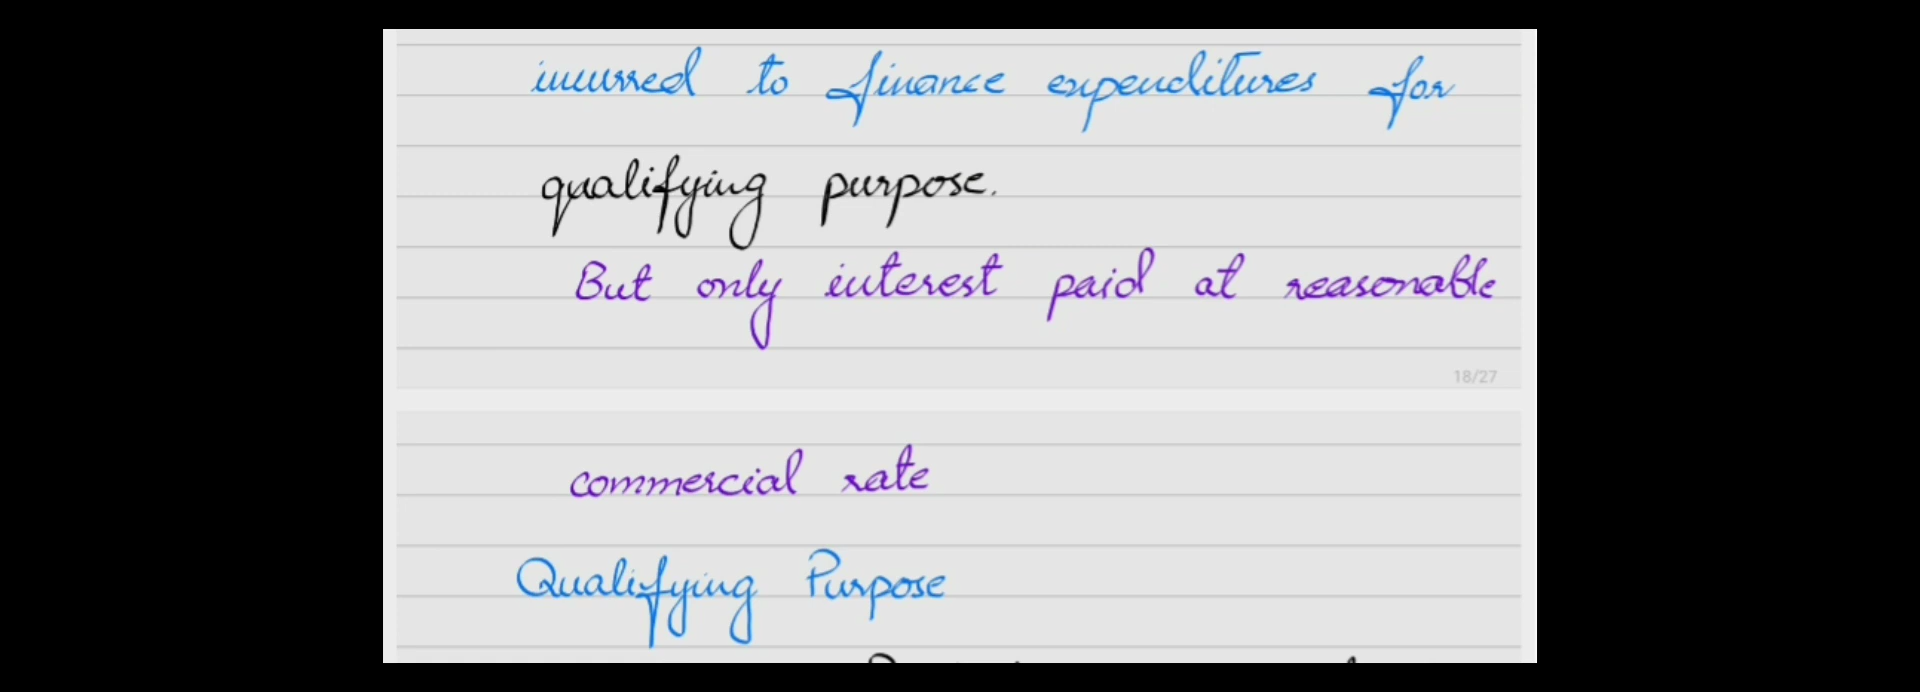 incurred to finance expenditures for
qualifying purpose.
But only interest paid at reasonable
18/27
commercial rate
Qualifying Purpose